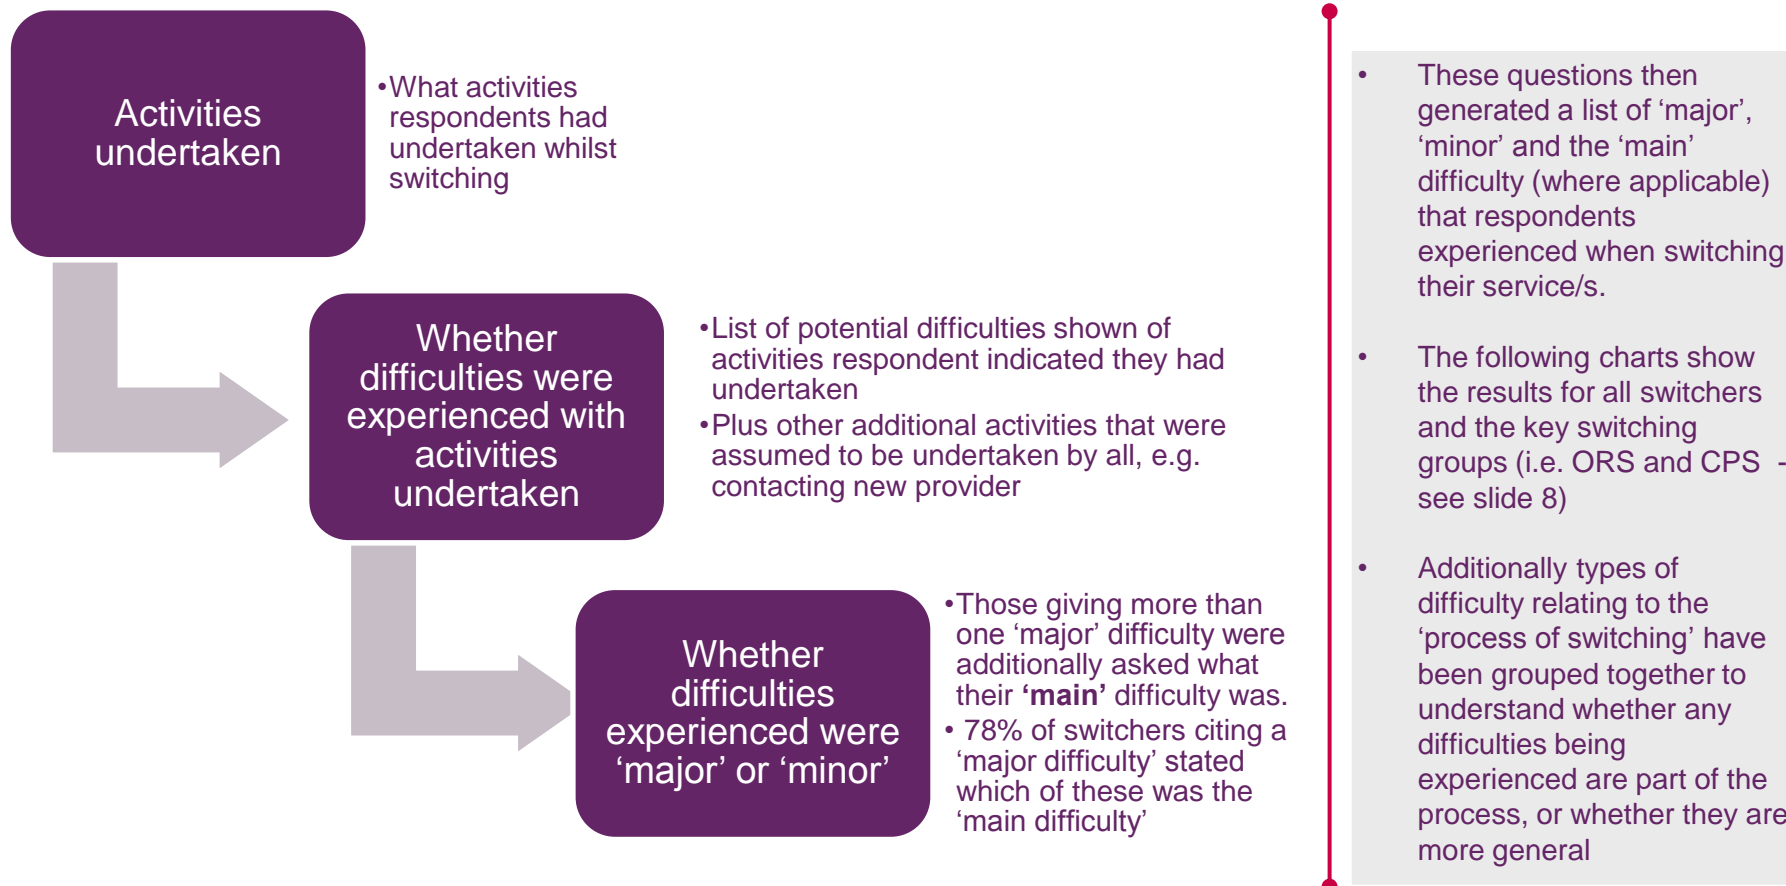 Activities
undertaken
•What activities
respondents had
undertaken whilst
switching
Whether
difficulties were
experienced with
activities
undertaken
•List of potential difficulties shown of
activities respondent indicated they had
undertaken
•Plus other additional activities that were
assumed to be undertaken by all, e.g.
contacting new provider
Whether
difficulties
experienced were
‘major’ or ‘minor’
•Those giving more than
one ‘major’ difficulty were
additionally asked what
their ‘main’ difficulty was.
• 78% of switchers citing a
‘major difficulty’ stated
which of these was the
‘main difficulty’
• These questions then
generated a list of ‘major’,
‘minor’ and the ‘main’
difficulty (where applicable)
that respondents
experienced when switching
their service/s.
• The following charts show
the results for all switchers
and the key switching
groups (i.e. ORS and CPS -
see slide 8)
• Additionally types of
difficulty relating to the
‘process of switching’ have
been grouped together to
understand whether any
difficulties being
experienced are part of the
process, or whether they are
more general